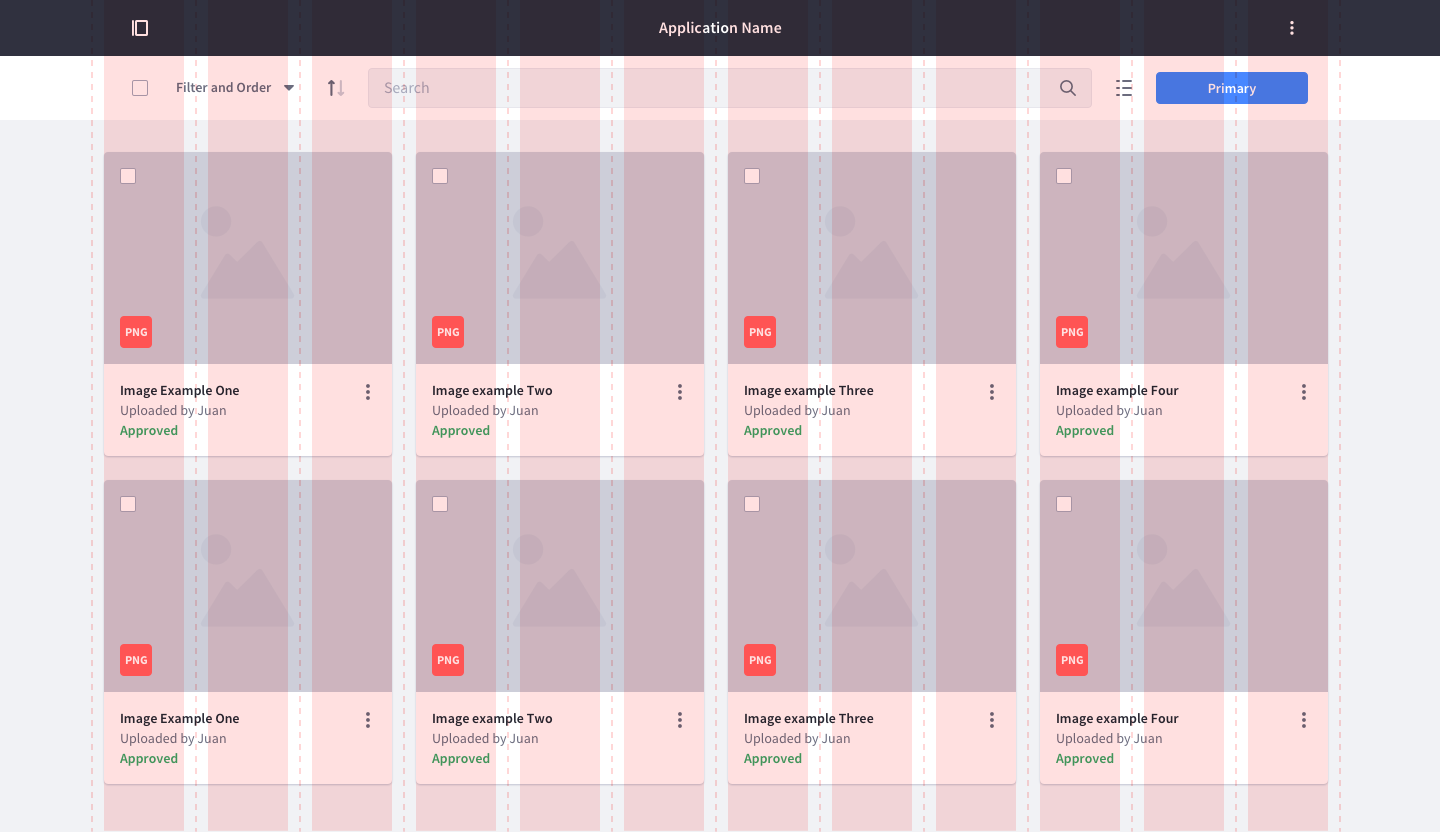 Application Name
Filter and Order
Search
Primary
PNG
PNG
PNG
PNG
Image Example One
Uploaded by Juan
Approved
Image example Two
Uploaded by Juan
Approved
Image example Three
Uploaded by Juan
Approved
Image example Four
Uploaded by Juan
Approved
PNG
PNG
PNG
PNG
Image Example One
Uploaded by Juan
Approved
Image example Two
Uploaded by Juan
Approved
Image example Three
Uploaded by Juan
Approved
Image example Four
Uploaded by Juan
Approved